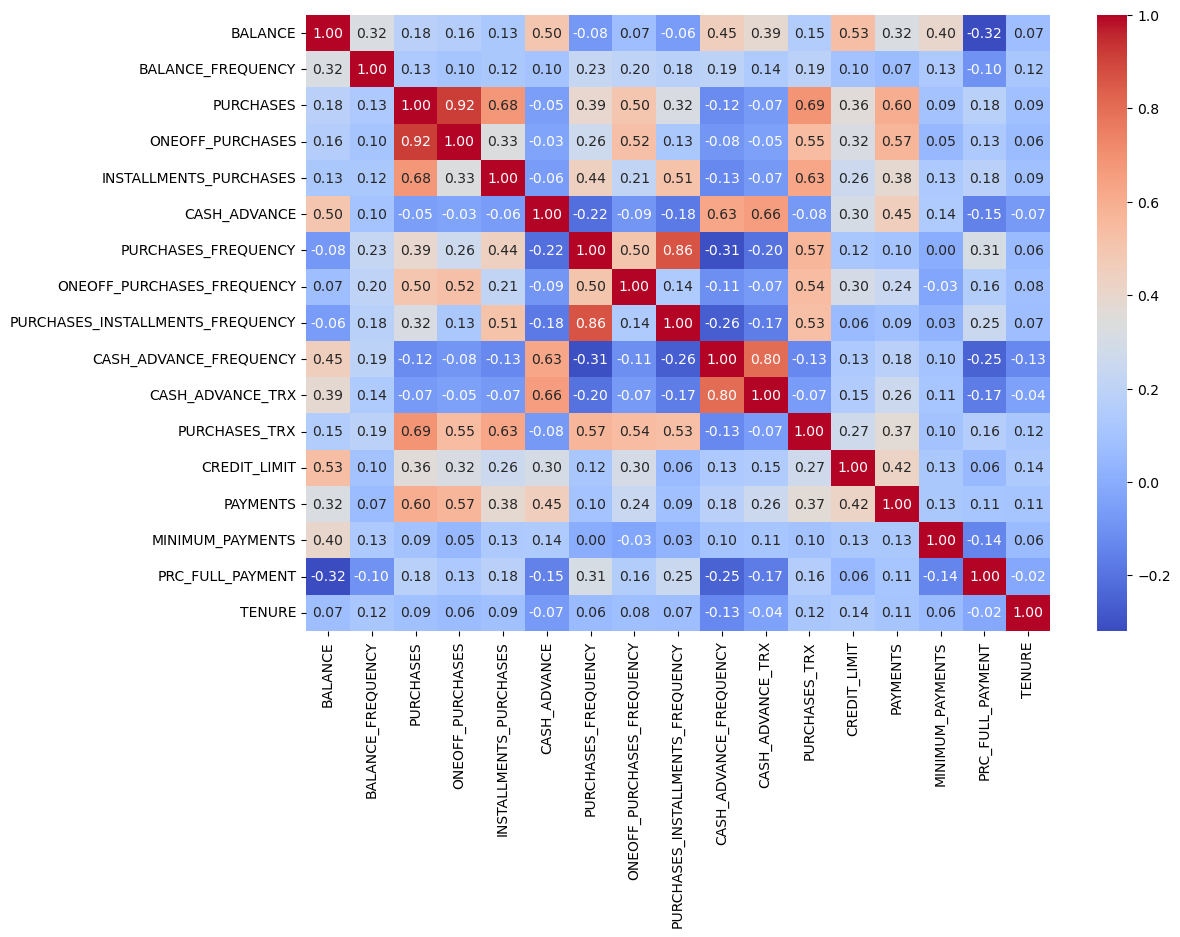 BALANCE 1.00 0.32 0.18 0.16 0.13 0.50 -0.08 0.07 -0.06 0.45 0.39 0.15 0.53 0.32 0.40 -0.32 0.07
BALANCE_FREQUENCY 0.32 1.00 0.13 0.10 0.12 0.10 0.23 0.20 0.18 0.19 0.14 0.19 0.10 0.07 0.13 -0.10 0.12
PURCHASES 0.18 0.13 1.00 0.92 0.68 -0.05 0.39 0.50 0.32 -0.12 -0.07 0.69 0.36 0.60 0.09 0.18 0.09
ONEOFF_PURCHASES 0.16 0.10 0.92 1.00 0.33 -0.03 0.26 0.52 0.13 -0.08 -0.05 0.55 0.32 0.57 0.05 0.13 0.06
INSTALLMENTS_PURCHASES 0.13 0.12 0.68 0.33 1.00 -0.06 0.44 0.21 0.51 -0.13 -0.07 0.63 0.26 0.38 0.13 0.18 0.09
CASH_ADVANCE 0.50 0.10 -0.05 -0.03 -0.06 1.00 -0.22 -0.09 -0.18 0.63 0.66 -0.08 0.30 0.45 0.14 -0.15 -0.07
PURCHASES_FREQUENCY -0.08 0.23 0.39 0.26 0.44 -0.22 1.00 0.50 0.86 -0.31 -0.20 0.57 0.12 0.10 0.00 0.31 0.06
ONEOFF_PURCHASES_FREQUENCY 0.07 0.20 0.50 0.52 0.21 -0.09 0.50 1.00 0.14 -0.11 -0.07 0.54 0.30 0.24 -0.03 0.16 0.08
PURCHASES_INSTALLMENTS_FREQUENCY -0.06 0.18 0.32 0.13 0.51 -0.18 0.86 0.14 1.00 -0.26 -0.17 0.53 0.06 0.09 0.03 0.25 0.07
CASH_ADVANCE_FREQUENCY 0.45 0.19 -0.12 -0.08 -0.13 0.63 -0.31 -0.11 -0.26 1.00 0.80 -0.13 0.13 0.18 0.10 -0.25 -0.13
CASH_ADVANCE_TRX 0.39 0.14 -0.07 -0.05 -0.07 0.66 -0.20 -0.07 -0.17 0.80 1.00 -0.07 0.15 0.26 0.11 -0.17 -0.04
PURCHASES_TRX 0.15 0.19 0.69 0.55 0.63 -0.08 0.57 0.54 0.53 -0.13 -0.07 1.00 0.27 0.37 0.10 0.16 0.12
CREDIT_LIMIT 0.53 0.10 0.36 0.32 0.26 0.30 0.12 0.30 0.06 0.13 0.15 0.27 1.00 0.42 0.13 0.06 0.14
PAYMENTS 0.32 0.07 0.60 0.57 0.38 0.45 0.10 0.24 0.09 0.18 0.26 0.37 0.42 1.00 0.13 0.11 0.11
MINIMUM_PAYMENTS 0.40 0.13 0.09 0.05 0.13 0.14 0.00 -0.03 0.03 0.10 0.11 0.10 0.13 0.13 1.00 -0.14 0.06
PRC_FULL_PAYMENT -0.32 -0.10 0.18 0.13 0.18 -0.15 0.31 0.16 0.25 -0.25 -0.17 0.16 0.06 0.11 -0.14 1.00 -0.02
TENURE 0.07 0.12 0.09 0.06 0.09 -0.07 0.06 0.08 0.07 -0.13 -0.04 0.12 0.14 0.11 0.06 -0.02 1.00
BALANCE
BALANCE_FREQUENCY
PURCHASES
ONEOFF_PURCHASES
INSTALLMENTS_PURCHASES
CASH_ADVANCE
PURCHASES_FREQUENCY
ONEOFF_PURCHASES_FREQUENCY
PURCHASES_INSTALLMENTS_FREQUENCY
CASH_ADVANCE_FREQUENCY
CASH_ADVANCE_TRX
PURCHASES_TRX
CREDIT_LIMIT
PAYMENTS
MINIMUM_PAYMENTS
PRC_FULL_PAYMENT
TENURE
1.0
0.8
0.6
0.4
0.2
0.0
−0.2